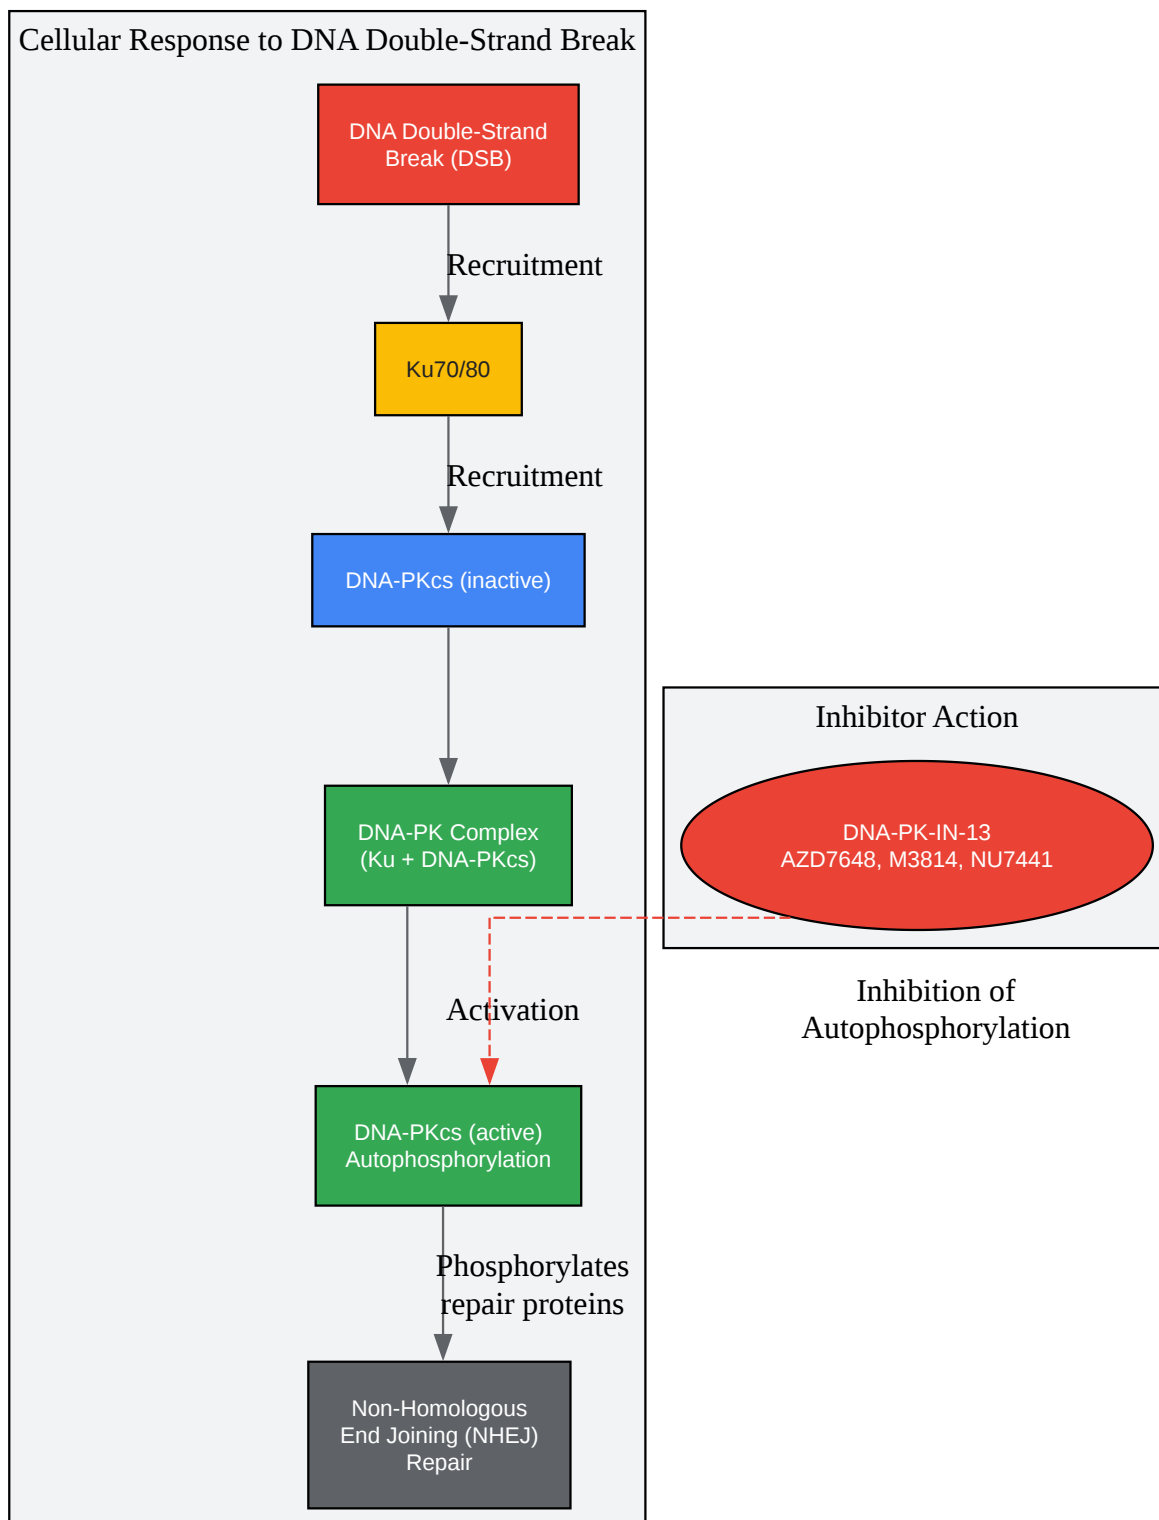 Cellular Response to DNA Double-Strand Break
DNA Double-Strand
Break (DSB)
Recruitment
Ku70/80
Recruitment
DNA-PKcs (inactive)
Inhibitor Action
DNA-PK Complex
(Ku + DNA-PKcs)
DNA-PK-IN-13
AZD7648, M3814, NU7441
Activation
Inhibition of
Autophosphorylation
DNA-PKcs (active)
Autophosphorylation
Phosphorylates
repair proteins
Non-Homologous
End Joining (NHEJ)
Repair